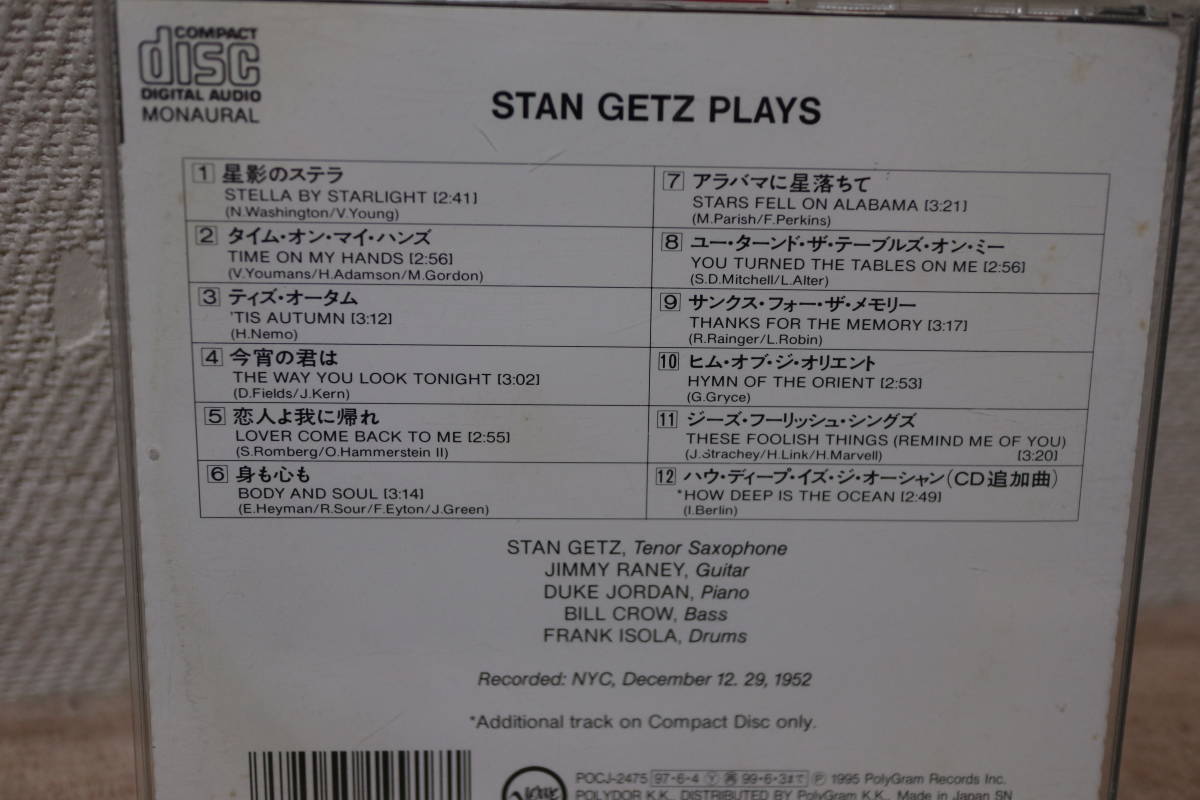 COMPACT
disc
DIGITAL AUDIO
MONAURAL
STAN GETZ PLAYS
1 星影のステラ
STELLA BY STARLIGHT [2:41]
(N.Washington/V.Young)
2 タイム・オン・マイ・ハンズ
TIME ON MY HANDS [2:56]
(V.Youmans/H.Adamson/M.Gordon)
3 ティズ・オータム
'TIS AUTUMN [3:12]
(H.Nemo)
4 今宵の君は
THE WAY YOU LOOK TONIGHT [3:02]
(D.Fields/J.Kern)
5 恋人よ我に帰れ
LOVER COME BACK TO ME [2:55]
(S.Romberg/O.Hammerstein II)
6 身も心も
BODY AND SOUL [3:14]
(E.Heyman/R.Sour/F.Eyton/J.Green)
7 アラバマに星落ちて
STARS FELL ON ALABAMA [3:21]
(M.Parish/F.Perkins)
8 ユー・ターンド・ザ・テーブルズ・オン・ミー
YOU TURNED THE TABLES ON ME [2:56]
(S.D.Mitchell/L.Alter)
9 サンクス・フォー・ザ・メモリー
THANKS FOR THE MEMORY [3:17]
(R.Rainger/L.Robin)
10 ヒム・オブ・ジ・オリエント
HYMN OF THE ORIENT [2:53]
(G.Gryce)
11 ジーズ・フーリッシュ・シングズ
THESE FOOLISH THINGS (REMIND ME OF YOU)
(J.Strachey/H.Link/H.Marvell) [3:20]
12 ハウ・ディープ・イズ・ジ・オーシャン(CD追加曲)
*HOW DEEP IS THE OCEAN [2:49]
(I.Berlin)
STAN GETZ, Tenor Saxophone
JIMMY RANEY, Guitar
DUKE JORDAN, Piano
BILL CROW, Bass
FRANK ISOLA, Drums
Recorded: NYC, December 12. 29, 1952
*Additional track on Compact Disc only.
POCJ-2475 97・6・4 Ⓨ 再 99・6・3まで Ⓟ 1995 PolyGram Records Inc.
POLYDOR K.K., DISTRIBUTED BY PolyGram K.K., Made in Japan SN